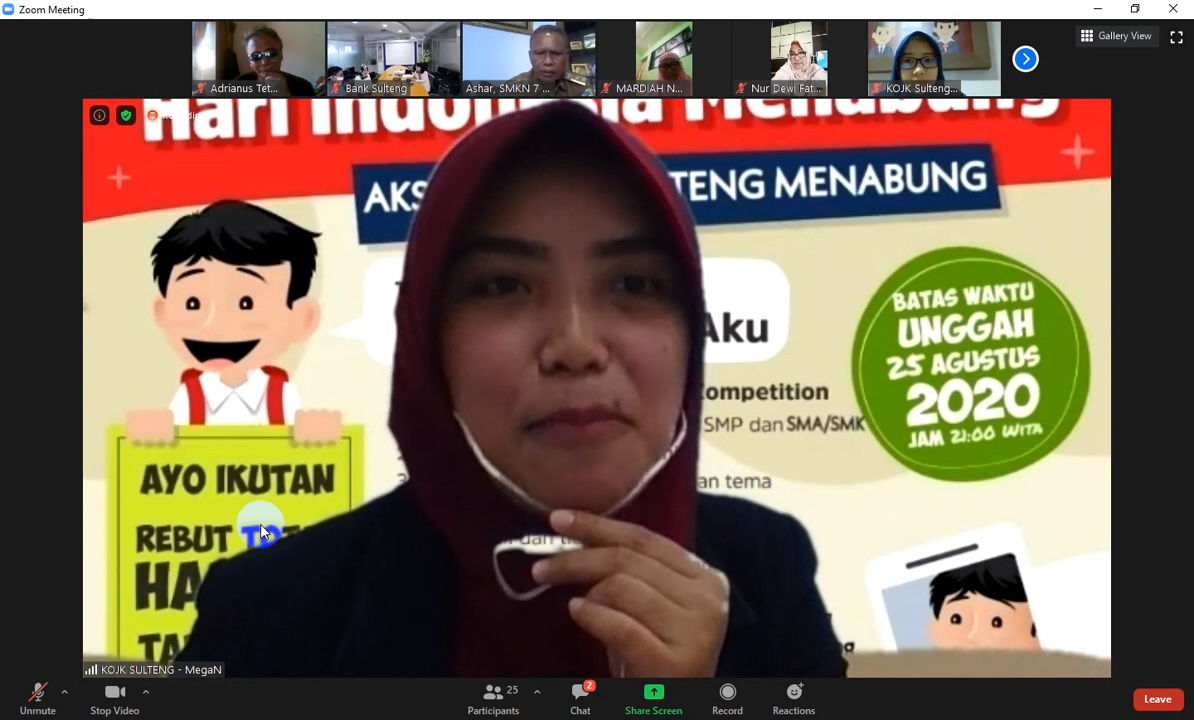 Zoom Meeting
Gallery View
Adrianus Tet...
Bank Sulteng
Ashar, SMKN 7 ...
MARDIAH N...
Nur Dewi Fat...
KOJK Sulteng...
Hari Indonesia Menabung
TENG MENABUNG
Aku
BATAS WAKTU
UNGGAH
25 AGUSTUS
2020
JAM 21:00 WITA
SMP dan SMA/SMK
tema
AYO IKUTAN
REBUT
KOJK SULTENG - MegaN
Unmute
Stop Video
Participants 25
Chat 2
Share Screen
Record
Reactions
Leave